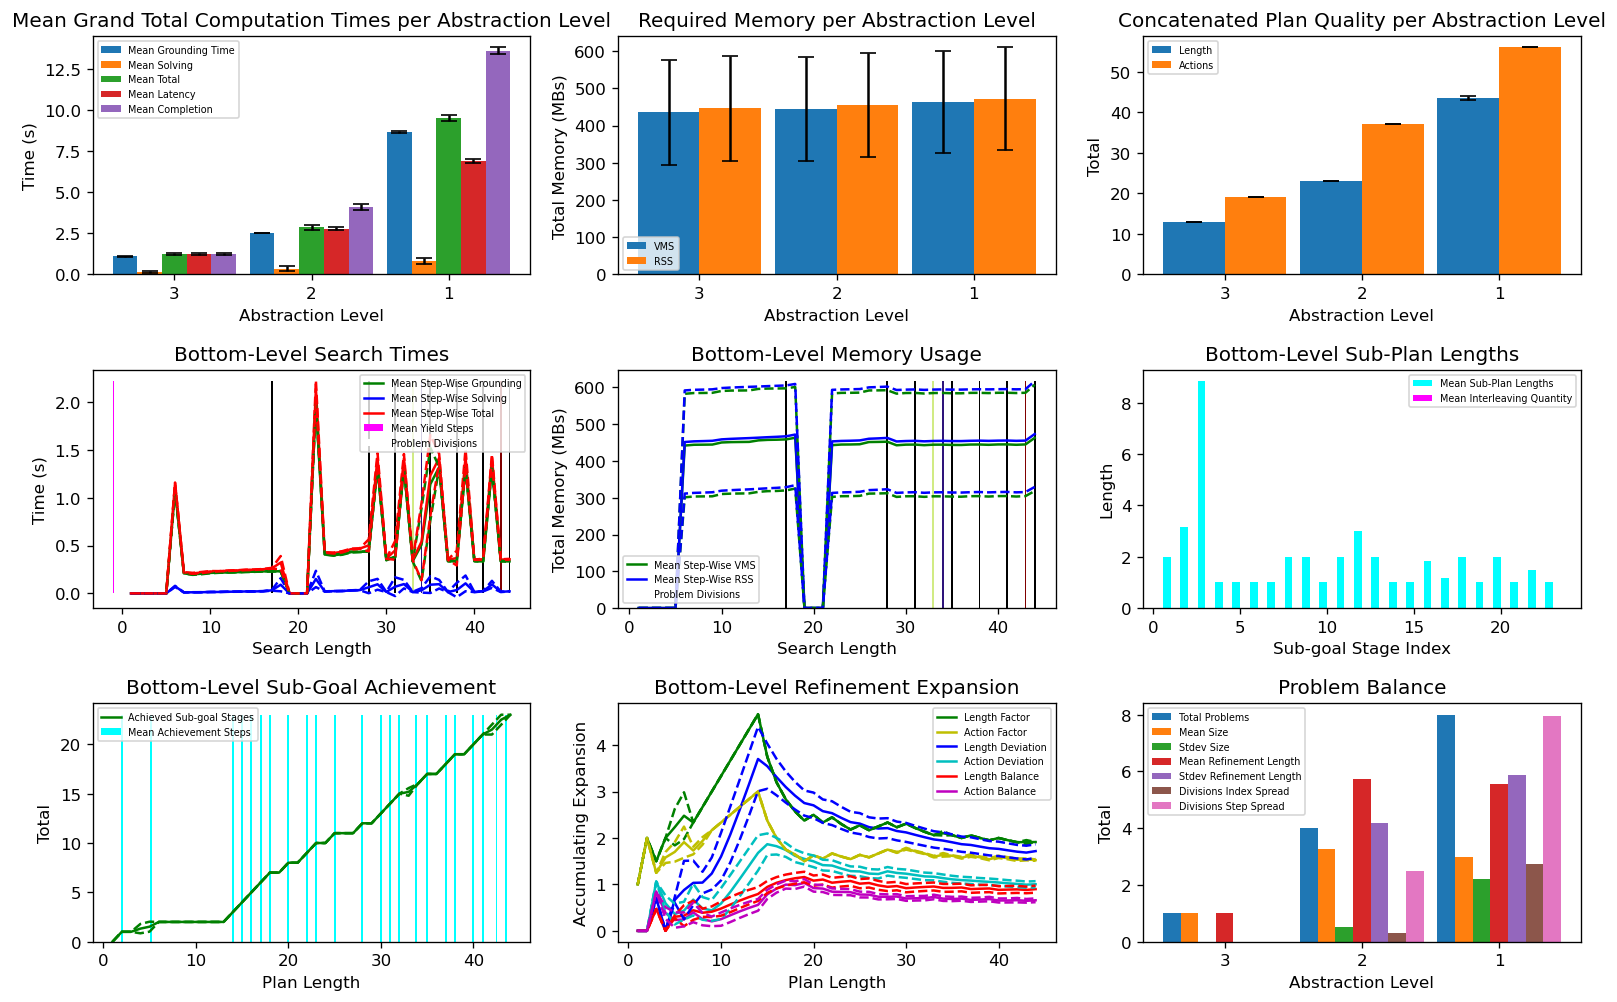 Mean Grand Total Computation Times per Abstraction Level
Time (s)
12.5
10.0
7.5
5.0
2.5
0.0
Mean Grounding Time
Mean Solving
Mean Total
Mean Latency
Mean Completion
3 2 1
Abstraction Level
Required Memory per Abstraction Level
Total Memory (MBs)
600
500
400
300
200
100
0
VMS
RSS
3 2 1
Abstraction Level
Concatenated Plan Quality per Abstraction Level
Total
50
40
30
20
10
0
Length
Actions
3 2 1
Abstraction Level
Bottom-Level Search Times
Time (s)
2.0
1.5
1.0
0.5
0.0
Mean Step-Wise Grounding
Mean Step-Wise Solving
Mean Step-Wise Total
Mean Yield Steps
Problem Divisions
0 10 20 30 40
Search Length
Bottom-Level Memory Usage
Total Memory (MBs)
600
500
400
300
200
100
0
Mean Step-Wise VMS
Mean Step-Wise RSS
Problem Divisions
0 10 20 30 40
Search Length
Bottom-Level Sub-Plan Lengths
Length
8
6
4
2
0
Mean Sub-Plan Lengths
Mean Interleaving Quantity
0 5 10 15 20
Sub-goal Stage Index
Bottom-Level Sub-Goal Achievement
Total
20
15
10
5
0
Achieved Sub-goal Stages
Mean Achievement Steps
0 10 20 30 40
Plan Length
Bottom-Level Refinement Expansion
Accumulating Expansion
4
3
2
1
0
Length Factor
Action Factor
Length Deviation
Action Deviation
Length Balance
Action Balance
0 10 20 30 40
Plan Length
Problem Balance
Total
8
6
4
2
0
Total Problems
Mean Size
Stdev Size
Mean Refinement Length
Stdev Refinement Length
Divisions Index Spread
Divisions Step Spread
3 2 1
Abstraction Level